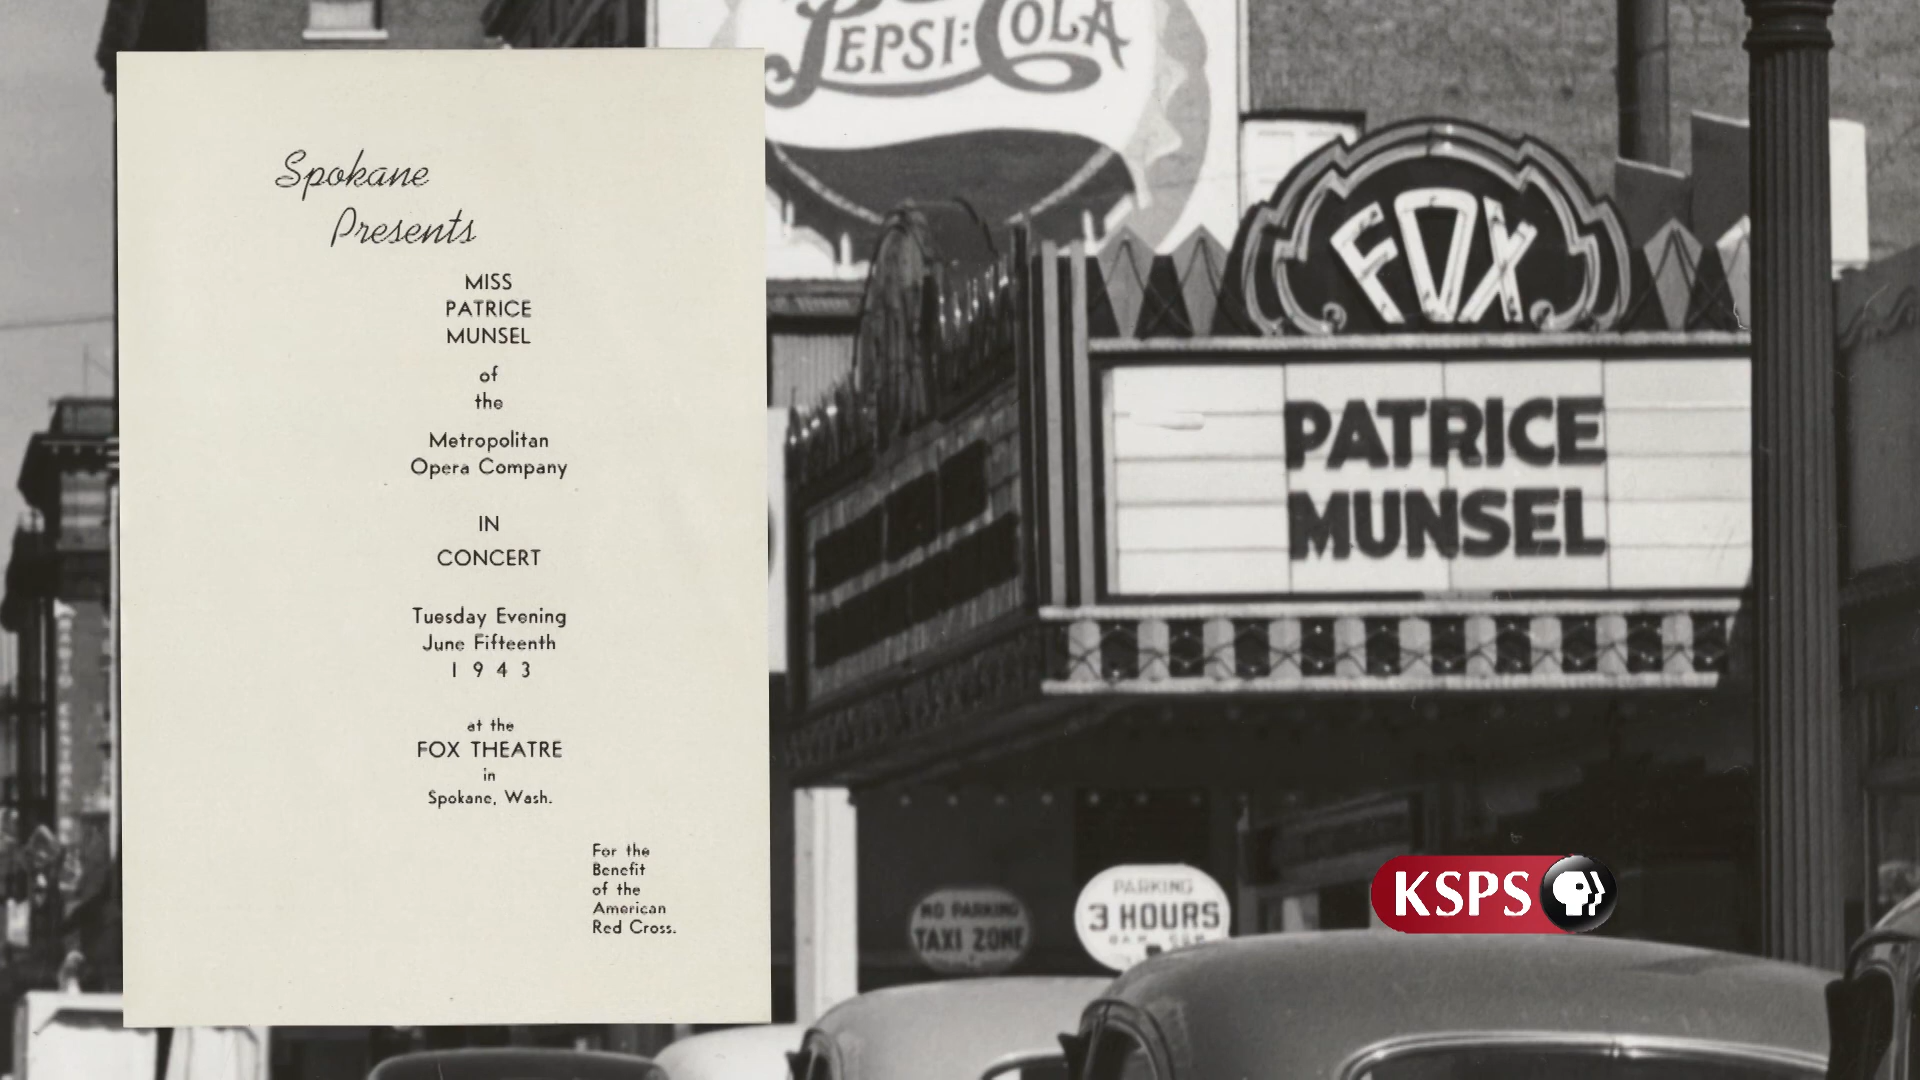 Spokane
Presents
MISS
PATRICE
MUNSEL
of
the
Metropolitan
Opera Company
IN
CONCERT
Tuesday Evening
June Fifteenth
1 9 4 3
at the
FOX THEATRE
in
Spokane, Wash.
For the
Benefit
of the
American
Red Cross.
PEPSI:COLA
FOX
PATRICE
MUNSEL
NO PARKING
TAXI ZONE
PARKING
3 HOURS
KSPS